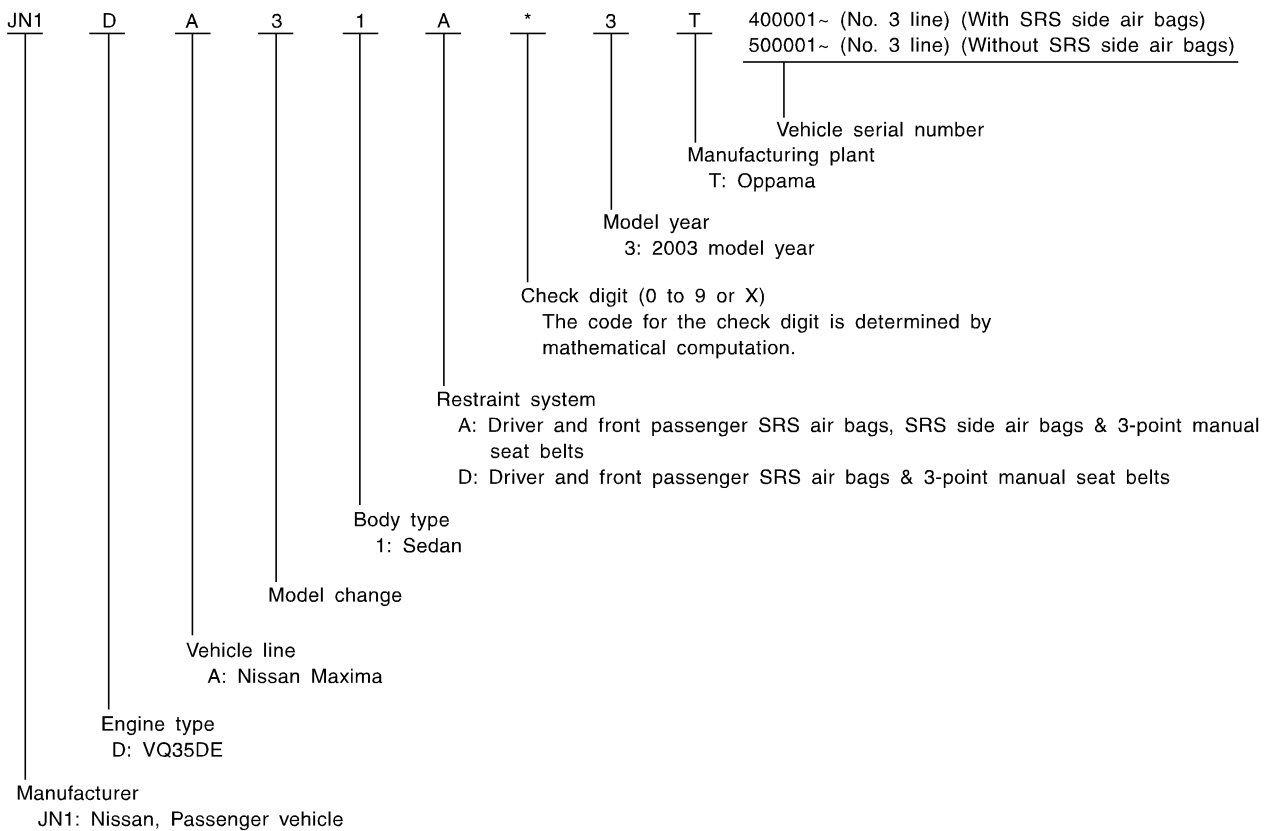 JN1 D A 3 1 A * 3 T 400001~ (No. 3 line) (With SRS side air bags)
500001~ (No. 3 line) (Without SRS side air bags)
Vehicle serial number
Manufacturing plant
T: Oppama
Model year
3: 2003 model year
Check digit (0 to 9 or X)
The code for the check digit is determined by
mathematical computation.
Restraint system
A: Driver and front passenger SRS air bags, SRS side air bags & 3-point manual
seat belts
D: Driver and front passenger SRS air bags & 3-point manual seat belts
Body type
1: Sedan
Model change
Vehicle line
A: Nissan Maxima
Engine type
D: VQ35DE
Manufacturer
JN1: Nissan, Passenger vehicle